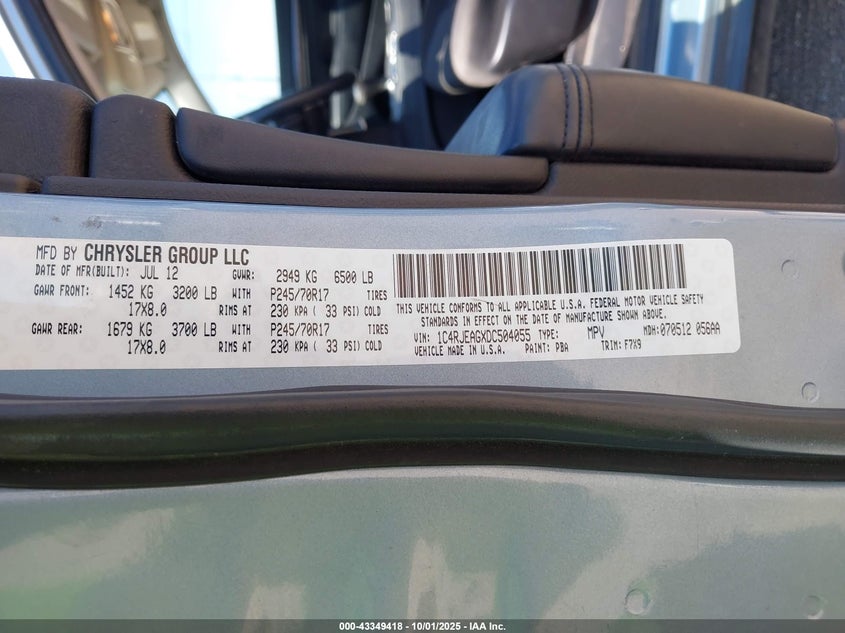 MFD BY CHRYSLER GROUP LLC
DATE OF MFR(BUILT): JUL 12 GVWR: 2949 KG 6500 LB
GAWR FRONT: 1452 KG 3200 LB WITH P245/70R17 TIRES
17X8.0 RIMS AT 230 KPA ( 33 PSI) COLD
GAWR REAR: 1679 KG 3700 LB WITH P245/70R17 TIRES
17X8.0 RIMS AT 230 KPA ( 33 PSI) COLD
THIS VEHICLE CONFORMS TO ALL APPLICABLE U.S.A. FEDERAL MOTOR VEHICLE SAFETY
STANDARDS IN EFFECT ON THE DATE OF MANUFACTURE SHOWN ABOVE.
VIN: 1C4RJEAGXDC504055 TYPE: MPV MDH:070512 056AA
VEHICLE MADE IN U.S.A. PAINT: PBA TRIM: F7X9
000-43349418 - 10/01/2025 - IAA Inc.